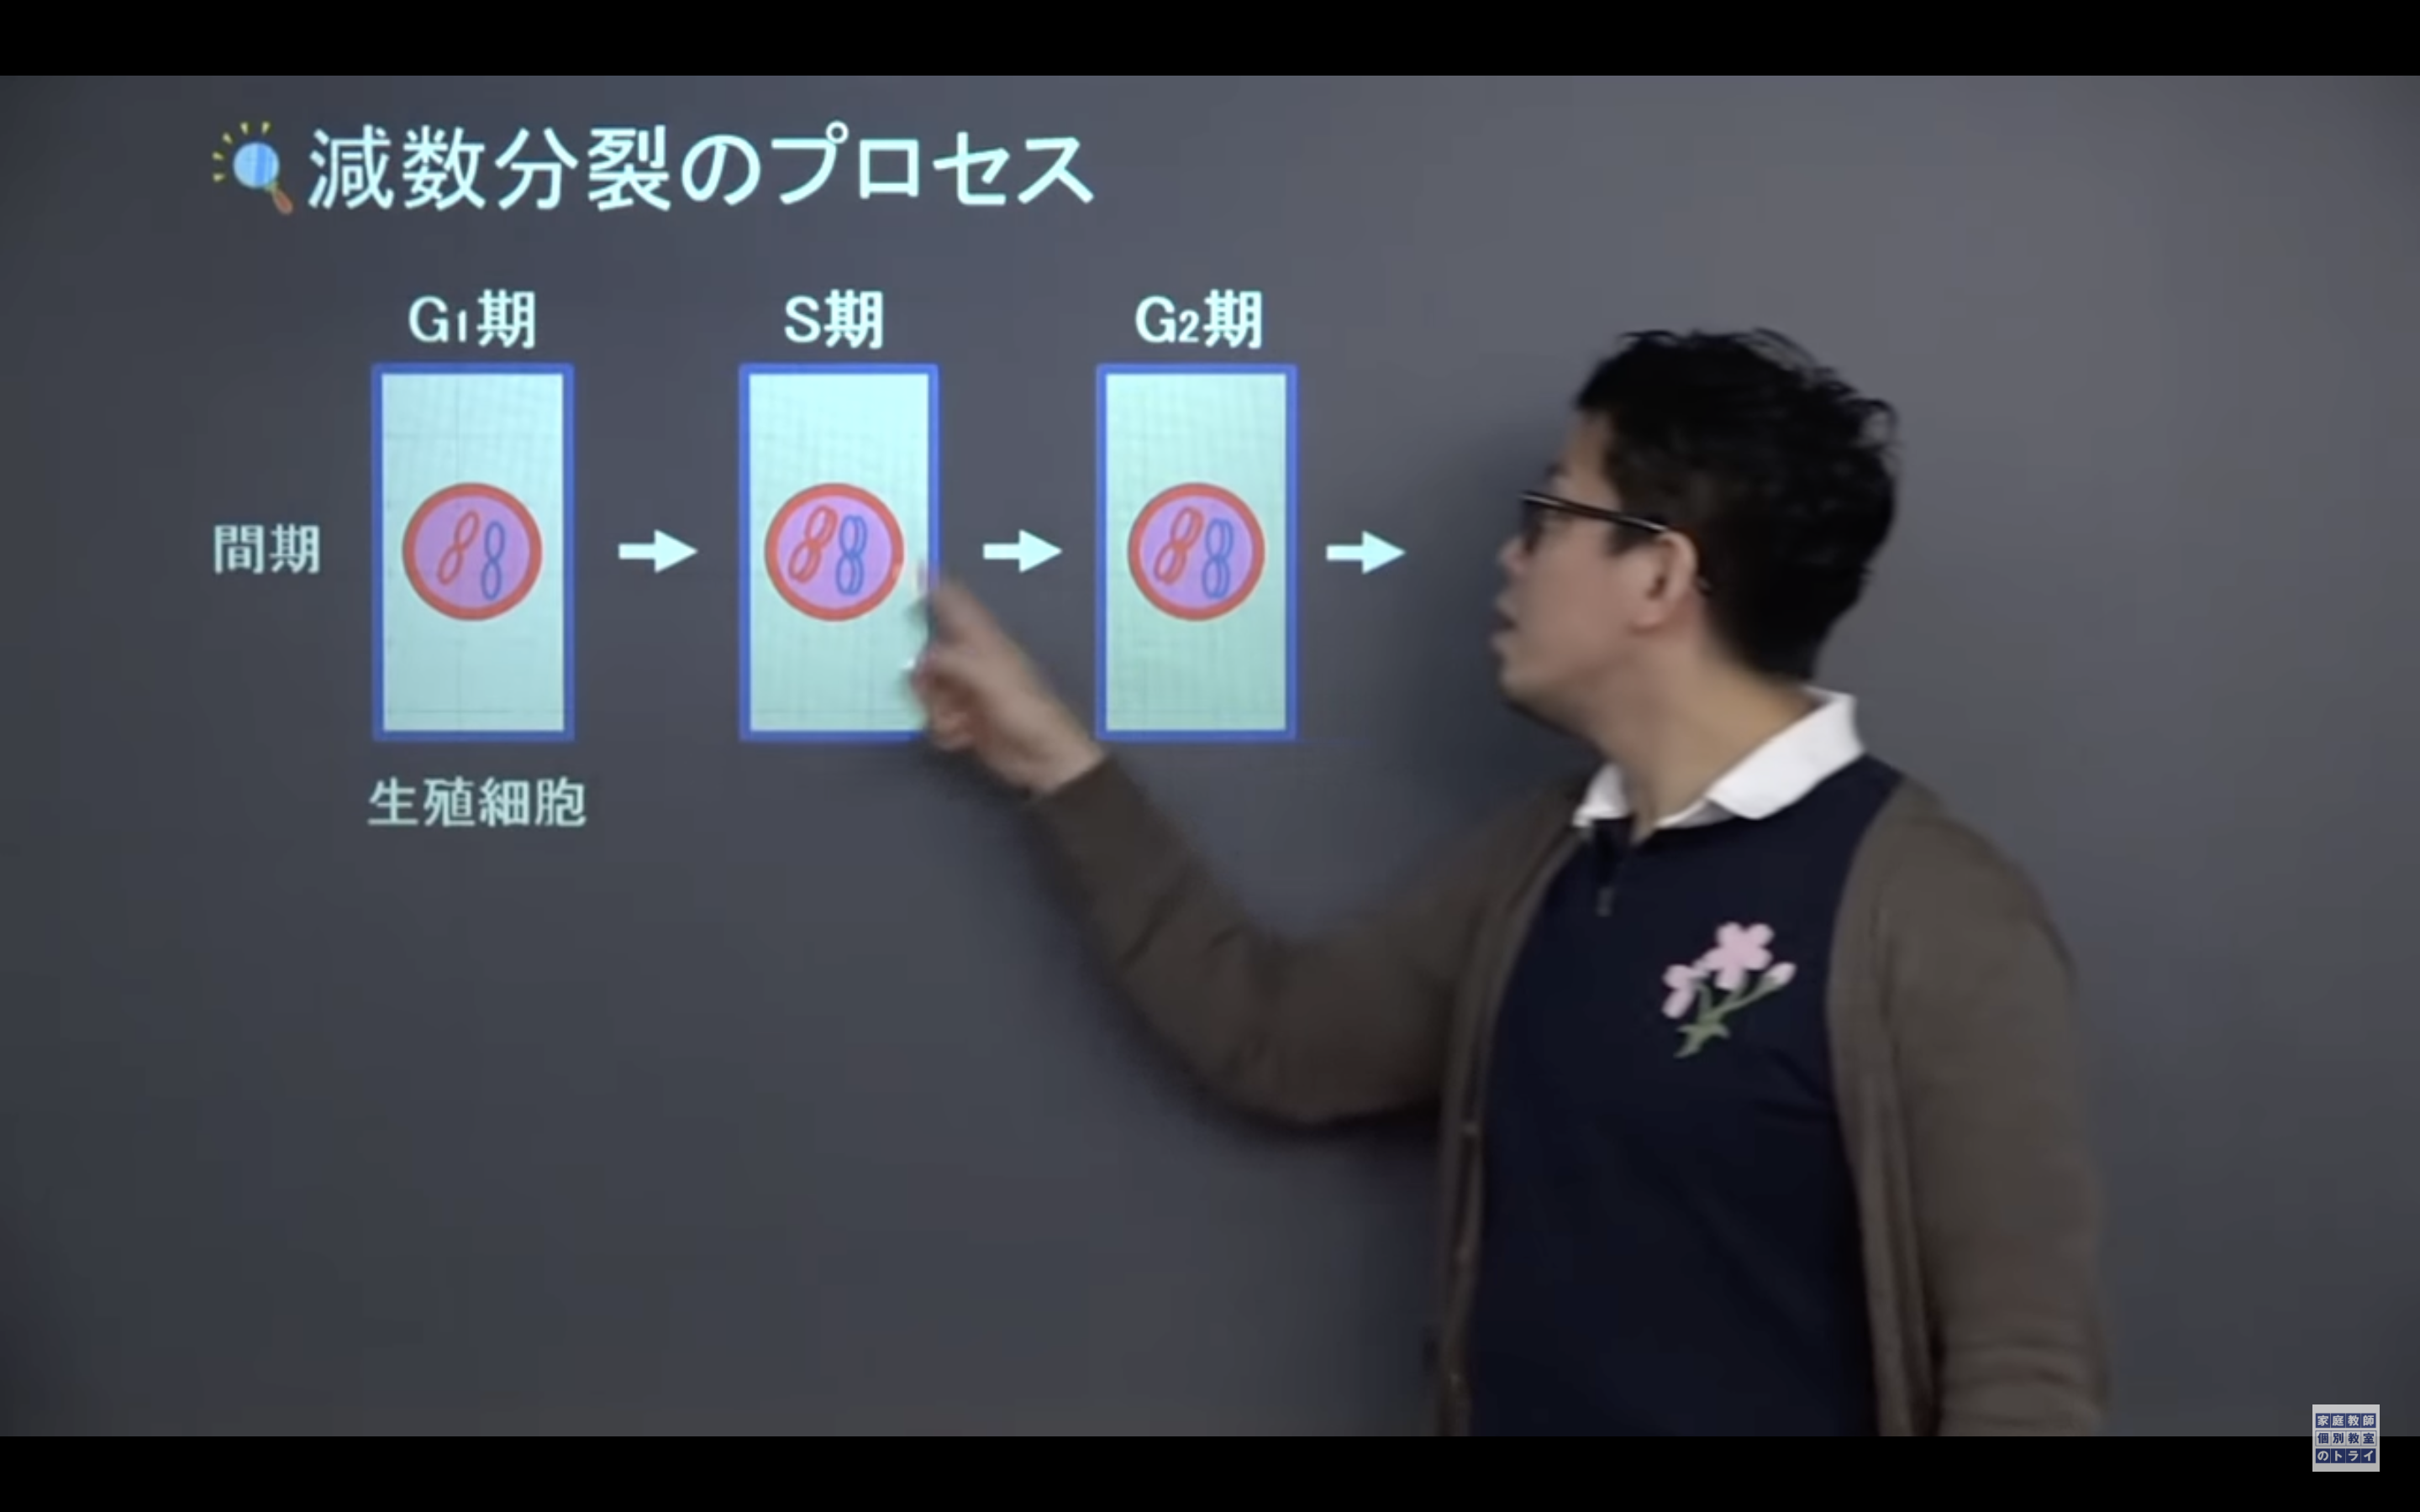 減数分裂のプロセス
G1期
S期
G2期
間期
生殖細胞
家庭教師
個別教室
のトライ